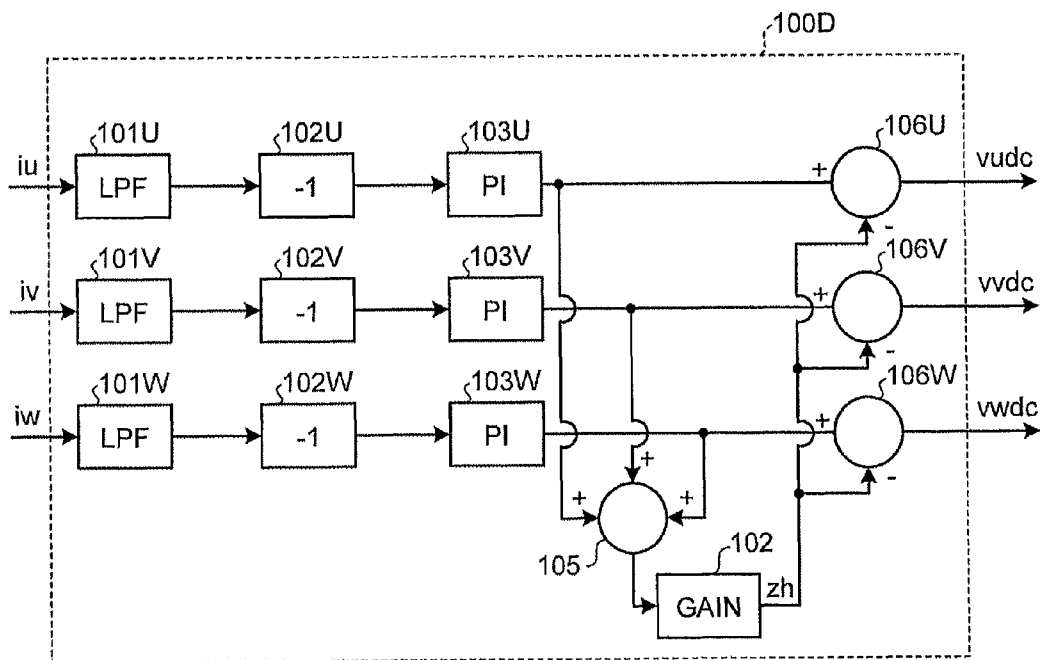 100D
101U
102U
103U
106U
iu
LPF
-1
PI
+
-
vudc
101V
102V
103V
106V
iv
LPF
-1
PI
+
-
vvdc
101W
102W
103W
106W
iw
LPF
-1
PI
+
-
vwdc
+
+
+
105
102
GAIN
zh